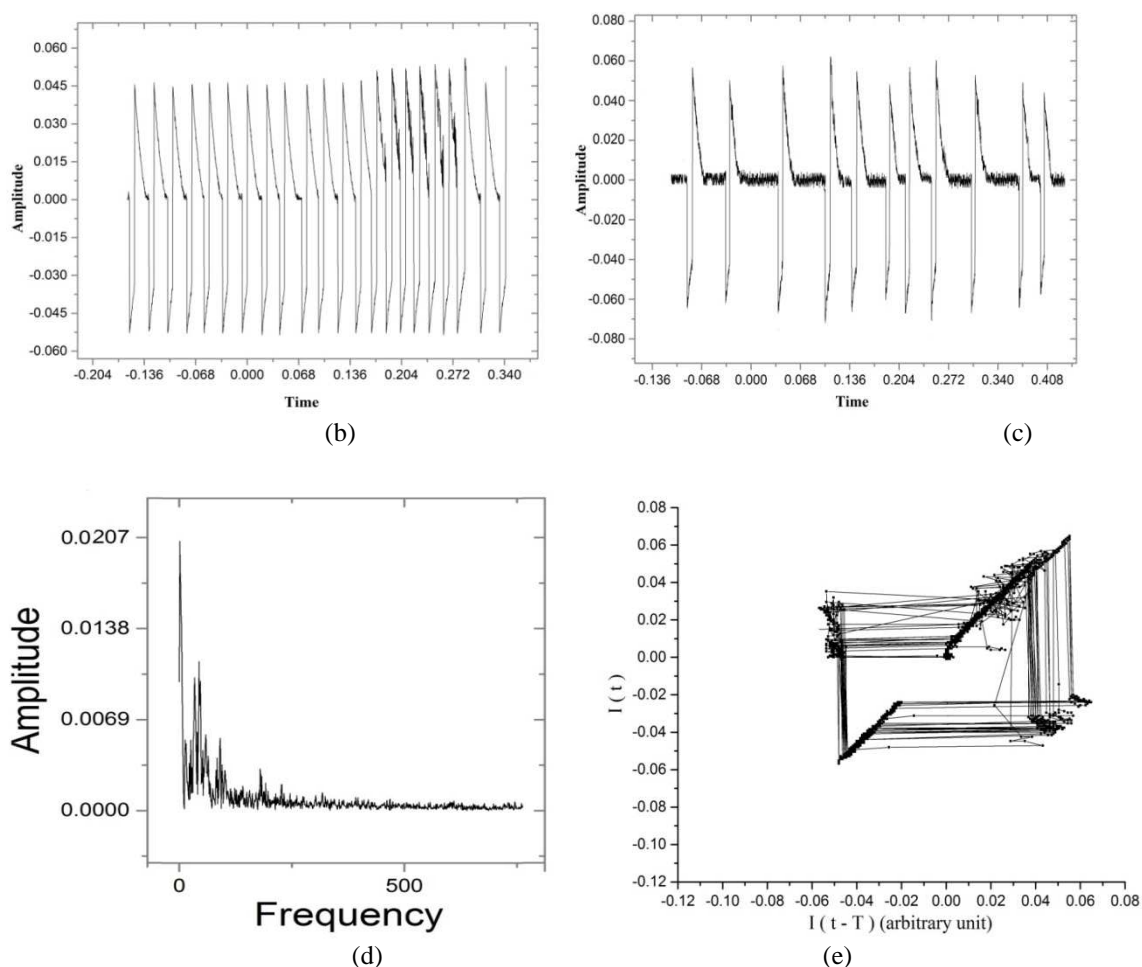 0.060
0.045
0.030
0.015
0.000
-0.015
-0.030
-0.045
-0.060
Amplitude
-0.204 -0.136 -0.068 0.000 0.068 0.136 0.204 0.272 0.340
Time
(b)
0.080
0.060
0.040
0.020
0.000
-0.020
-0.040
-0.060
-0.080
Amplitude
-0.136 -0.068 0.000 0.068 0.136 0.204 0.272 0.340 0.408
Time
(c)
0.0207
0.0138
0.0069
0.0000
Amplitude
0 500
Frequency
(d)
0.08
0.06
0.04
0.02
0.00
-0.02
-0.04
-0.06
-0.08
-0.10
-0.12
I ( t )
-0.12 -0.10 -0.08 -0.06 -0.04 -0.02 0.00 0.02 0.04 0.06 0.08
I ( t - T ) (arbitrary unit)
(e)